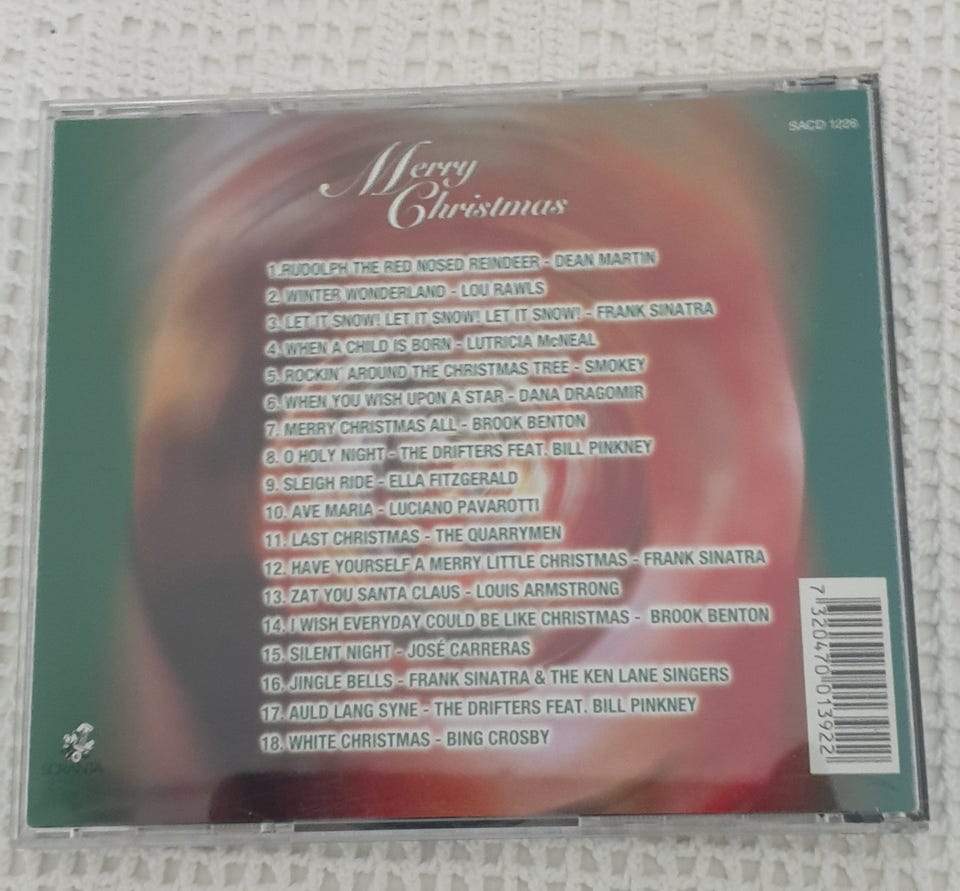 SACD 1226
Merry
Christmas
1.RUDOLPH THE RED NOSED REINDEER - DEAN MARTIN
2. WINTER WONDERLAND - LOU RAWLS
3. LET IT SNOW! LET IT SNOW! LET IT SNOW! - FRANK SINATRA
4. WHEN A CHILD IS BORN - LUTRICIA McNEAL
5. ROCKIN' AROUND THE CHRISTMAS TREE - SMOKEY
6. WHEN YOU WISH UPON A STAR - DANA DRAGOMIR
7. MERRY CHRISTMAS ALL - BROOK BENTON
8. O HOLY NIGHT - THE DRIFTERS FEAT. BILL PINKNEY
9. SLEIGH RIDE - ELLA FITZGERALD
10. AVE MARIA - LUCIANO PAVAROTTI
11. LAST CHRISTMAS - THE QUARRYMEN
12. HAVE YOURSELF A MERRY LITTLE CHRISTMAS - FRANK SINATRA
13. ZAT YOU SANTA CLAUS - LOUIS ARMSTRONG
14. I WISH EVERYDAY COULD BE LIKE CHRISTMAS - BROOK BENTON
15. SILENT NIGHT - JOSÉ CARRERAS
16. JINGLE BELLS - FRANK SINATRA & THE KEN LANE SINGERS
17. AULD LANG SYNE - THE DRIFTERS FEAT. BILL PINKNEY
18. WHITE CHRISTMAS - BING CROSBY
7 320470 013922